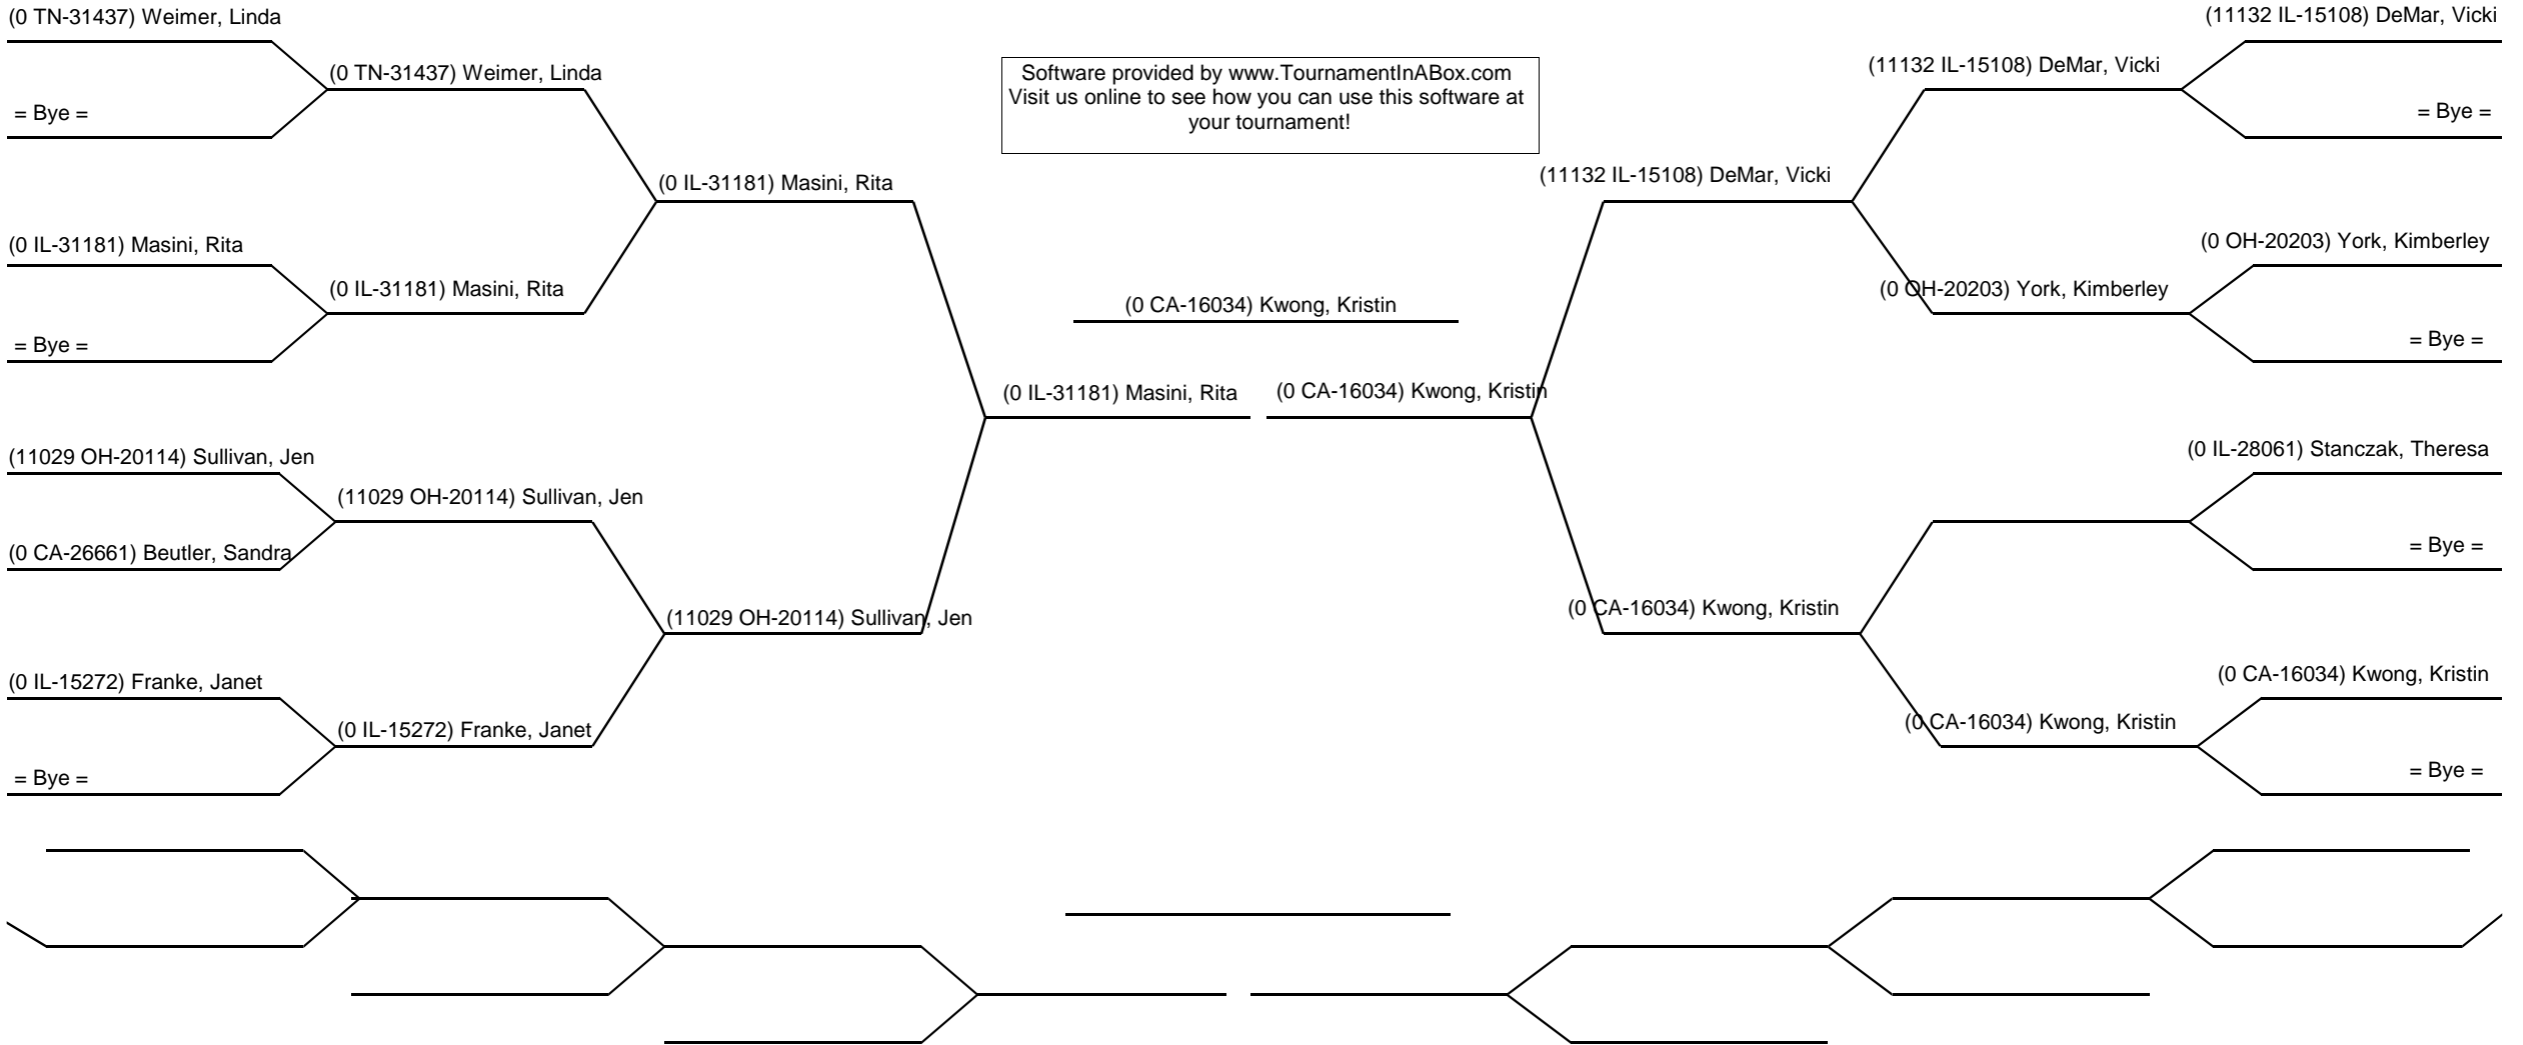 (0 TN-31437) Weimer, Linda
= Bye =
(0 IL-31181) Masini, Rita
= Bye =
(11029 OH-20114) Sullivan, Jen
(0 CA-26661) Beutler, Sandra
(0 IL-15272) Franke, Janet
= Bye =
(0 TN-31437) Weimer, Linda
(0 IL-31181) Masini, Rita
(11029 OH-20114) Sullivan, Jen
(0 IL-15272) Franke, Janet
(0 IL-31181) Masini, Rita
(11029 OH-20114) Sullivan, Jen
(0 IL-31181) Masini, Rita
Software provided by www.TournamentInABox.com
Visit us online to see how you can use this software at
your tournament!
(0 CA-16034) Kwong, Kristin
(0 CA-16034) Kwong, Kristin
(11132 IL-15108) DeMar, Vicki
(0 CA-16034) Kwong, Kristin
(11132 IL-15108) DeMar, Vicki
(0 OH-20203) York, Kimberley
(0 CA-16034) Kwong, Kristin
(11132 IL-15108) DeMar, Vicki
= Bye =
(0 OH-20203) York, Kimberley
= Bye =
(0 IL-28061) Stanczak, Theresa
= Bye =
(0 CA-16034) Kwong, Kristin
= Bye =